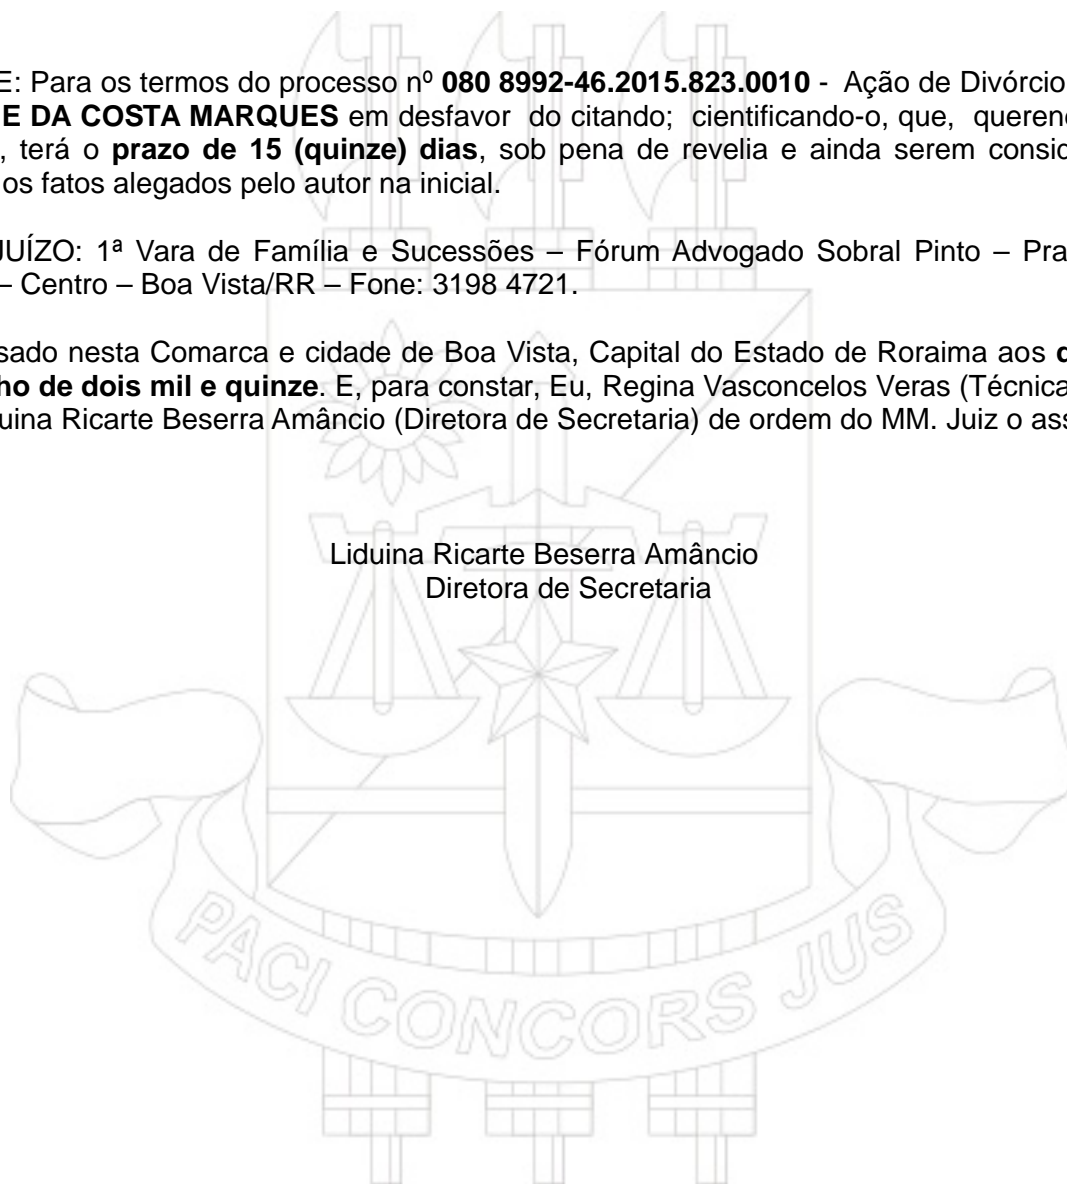 E: Para os termos do processo nº 080 8992-46.2015.823.0010 - Ação de Divórcio
E DA COSTA MARQUES em desfavor do citando; cientificando-o, que, queren
, terá o prazo de 15 (quinze) dias, sob pena de revelia e ainda serem consid
os fatos alegados pelo autor na inicial.
JUÍZO: 1ª Vara de Família e Sucessões – Fórum Advogado Sobral Pinto – Pra
– Centro – Boa Vista/RR – Fone: 3198 4721.
sado nesta Comarca e cidade de Boa Vista, Capital do Estado de Roraima aos
ho de dois mil e quinze. E, para constar, Eu, Regina Vasconcelos Veras (Técnica
uina Ricarte Beserra Amâncio (Diretora de Secretaria) de ordem do MM. Juiz o ass
Liduina Ricarte Beserra Amâncio
Diretora de Secretaria
PACI CONCORS JUS